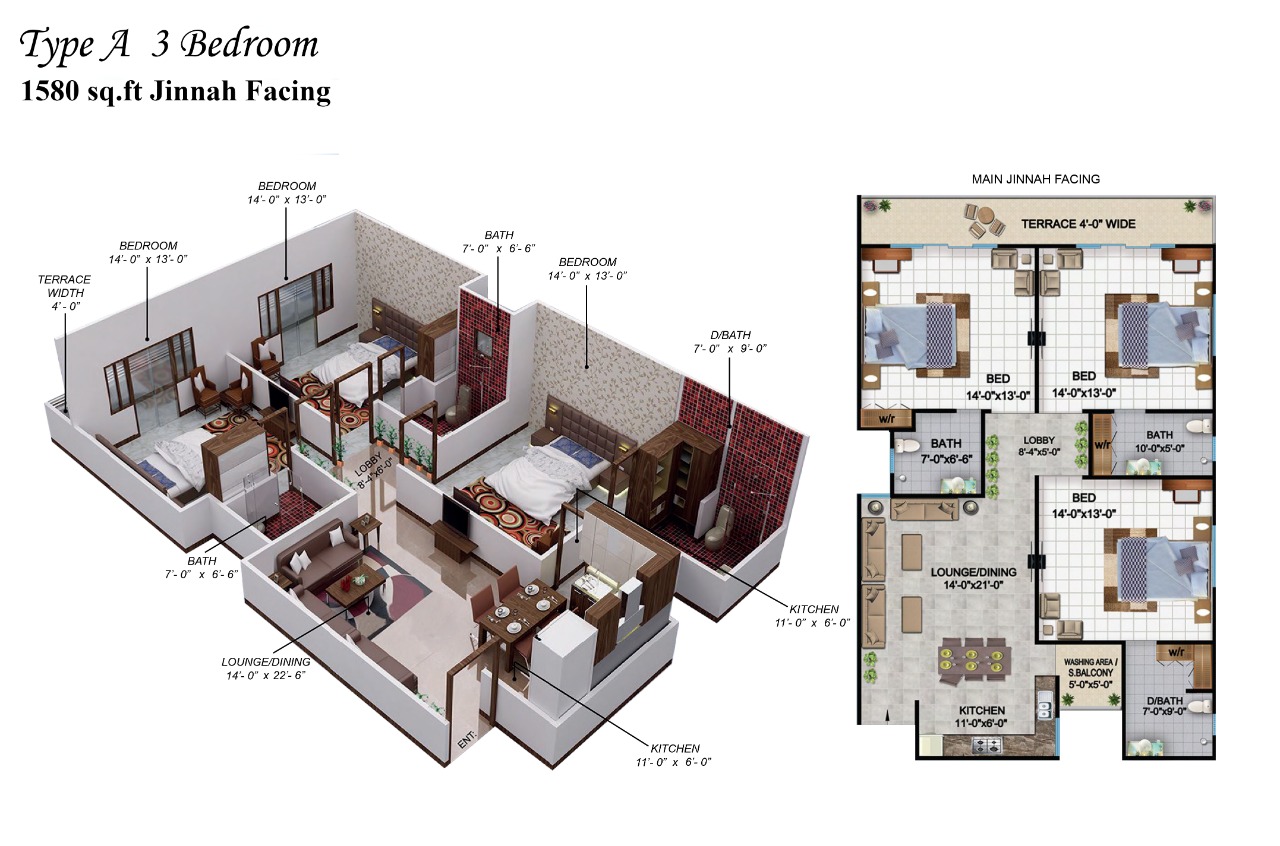 Type A 3 Bedroom
1580 sq.ft Jinnah Facing
BEDROOM
14'- 0" x 13'- 0"
BEDROOM
14'- 0" x 13'- 0"
TERRACE
WIDTH
4' - 0"
BATH
7'- 0" x 6'- 6"
BEDROOM
14'- 0" x 13'- 0"
D/BATH
7'- 0" x 9'- 0"
LOBBY
8'-4"x6'-0"
BATH
7'- 0" x 6'- 6"
LOUNGE/DINING
14'- 0" x 22'- 6"
KITCHEN
11'- 0" x 6'- 0"
KITCHEN
11'- 0" x 6'- 0"
ENT.
MAIN JINNAH FACING
TERRACE 4'-0" WIDE
BED
14'-0"x13'-0"
BED
14'-0"x13'-0"
w/r
BATH
7'-0"x6'-6"
LOBBY
8'-4"x5'-0"
w/r
BATH
10'-0"x5'-0"
BED
14'-0"x13'-0"
LOUNGE/DINING
14'-0"x21'-0"
WASHING AREA /
S.BALCONY
5'-0"x5'-0"
w/r
D/BATH
7'-0"x9'-0"
KITCHEN
11'-0"x6'-0"